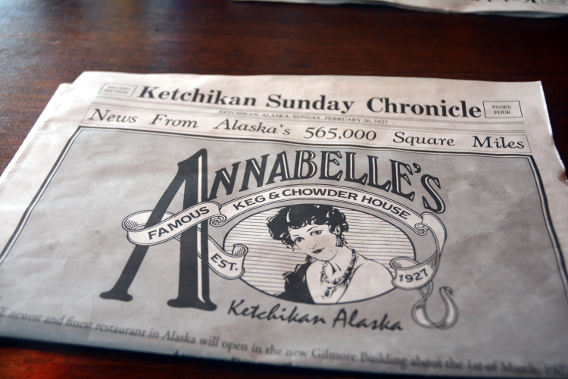 Ketchikan Sunday Chronicle
PAGES
FOUR
KETCHIKAN, ALASKA, SUNDAY, FEBRUARY 20, 1927
News From Alaska's 565,000 Square Miles
ANNABELLE'S
FAMOUS KEG & CHOWDER HOUSE
EST. 1927
Ketchikan Alaska
newest and finest restaurant in Alaska will open in the new Gilmore Building about the 1st of March,